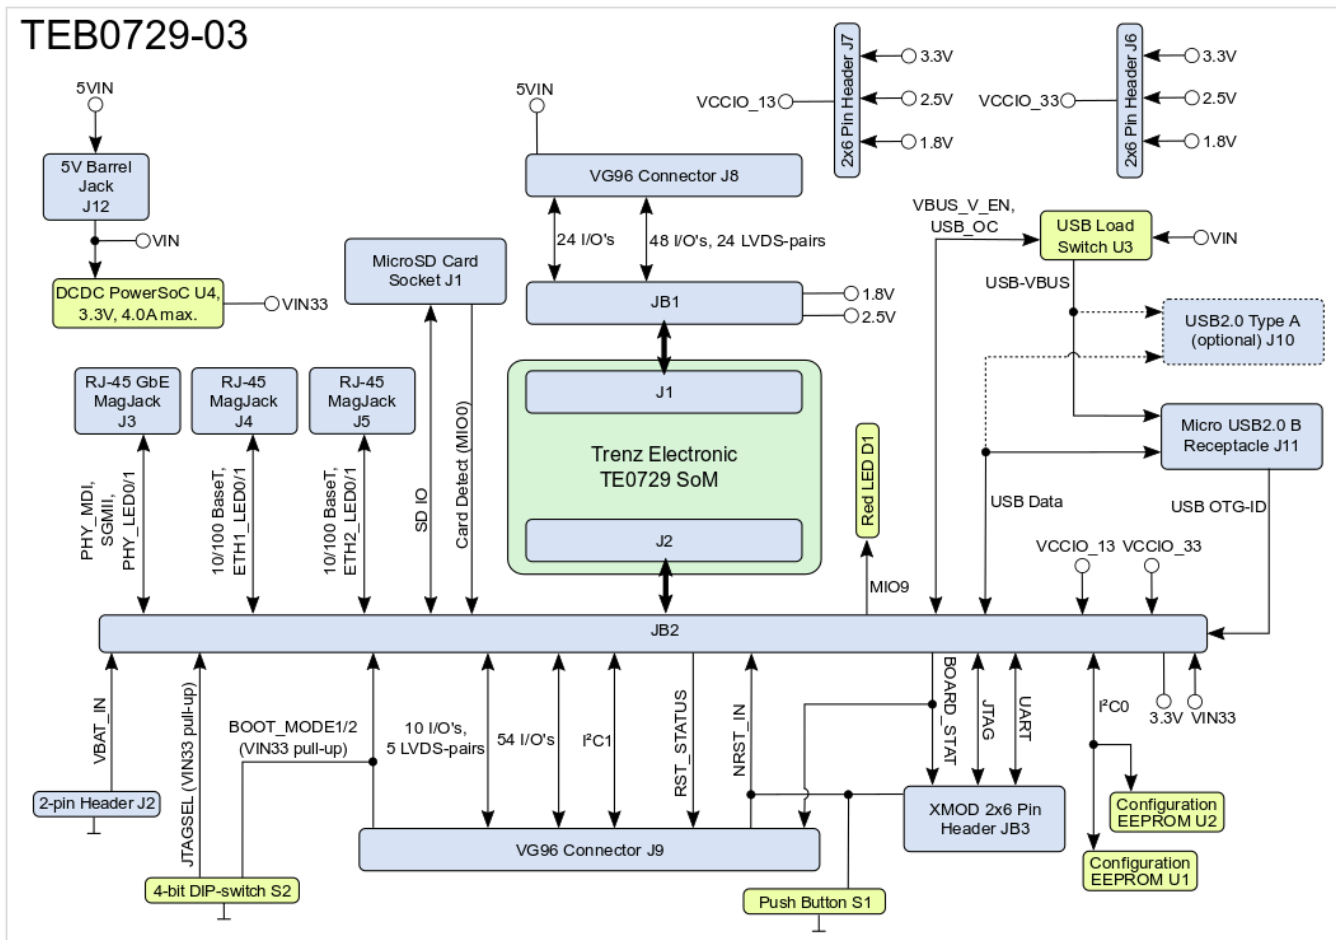 TEB0729-03
5VIN
5V Barrel
Jack
J12
VIN
DCDC PowerSoC U4,
3.3V, 4.0A max.
VIN33
5VIN
VG96 Connector J8
24 I/O's
48 I/O's, 24 LVDS-pairs
JB1
1.8V
2.5V
VCCIO_13
2x6 Pin Header J7
3.3V
2.5V
1.8V
VCCIO_33
2x6 Pin Header J6
3.3V
2.5V
1.8V
VBUS_V_EN,
USB_OC
USB Load
Switch U3
VIN
USB-VBUS
USB2.0 Type A
(optional) J10
Micro USB2.0 B
Receptacle J11
USB Data
USB OTG-ID
MicroSD Card
Socket J1
RJ-45 GbE
MagJack
J3
RJ-45
MagJack
J4
RJ-45
MagJack
J5
PHY_MDI,
SGMII,
PHY_LED0/1
10/100 BaseT,
ETH1_LED0/1
10/100 BaseT,
ETH2_LED0/1
SD IO
Card Detect (MIO0)
J1
Trenz Electronic
TE0729 SoM
J2
Red LED D1
MIO9
VCCIO_13
VCCIO_33
JB2
VBAT_IN
JTAGSEL (VIN33 pull-up)
BOOT_MODE1/2
(VIN33 pull-up)
10 I/O's,
5 LVDS-pairs
54 I/O's
I²C1
RST_STATUS
NRST_IN
BOARD_STAT
JTAG
UART
I²C0
3.3V
VIN33
2-pin Header J2
4-bit DIP-switch S2
VG96 Connector J9
XMOD 2x6 Pin
Header JB3
Push Button S1
Configuration
EEPROM U2
Configuration
EEPROM U1